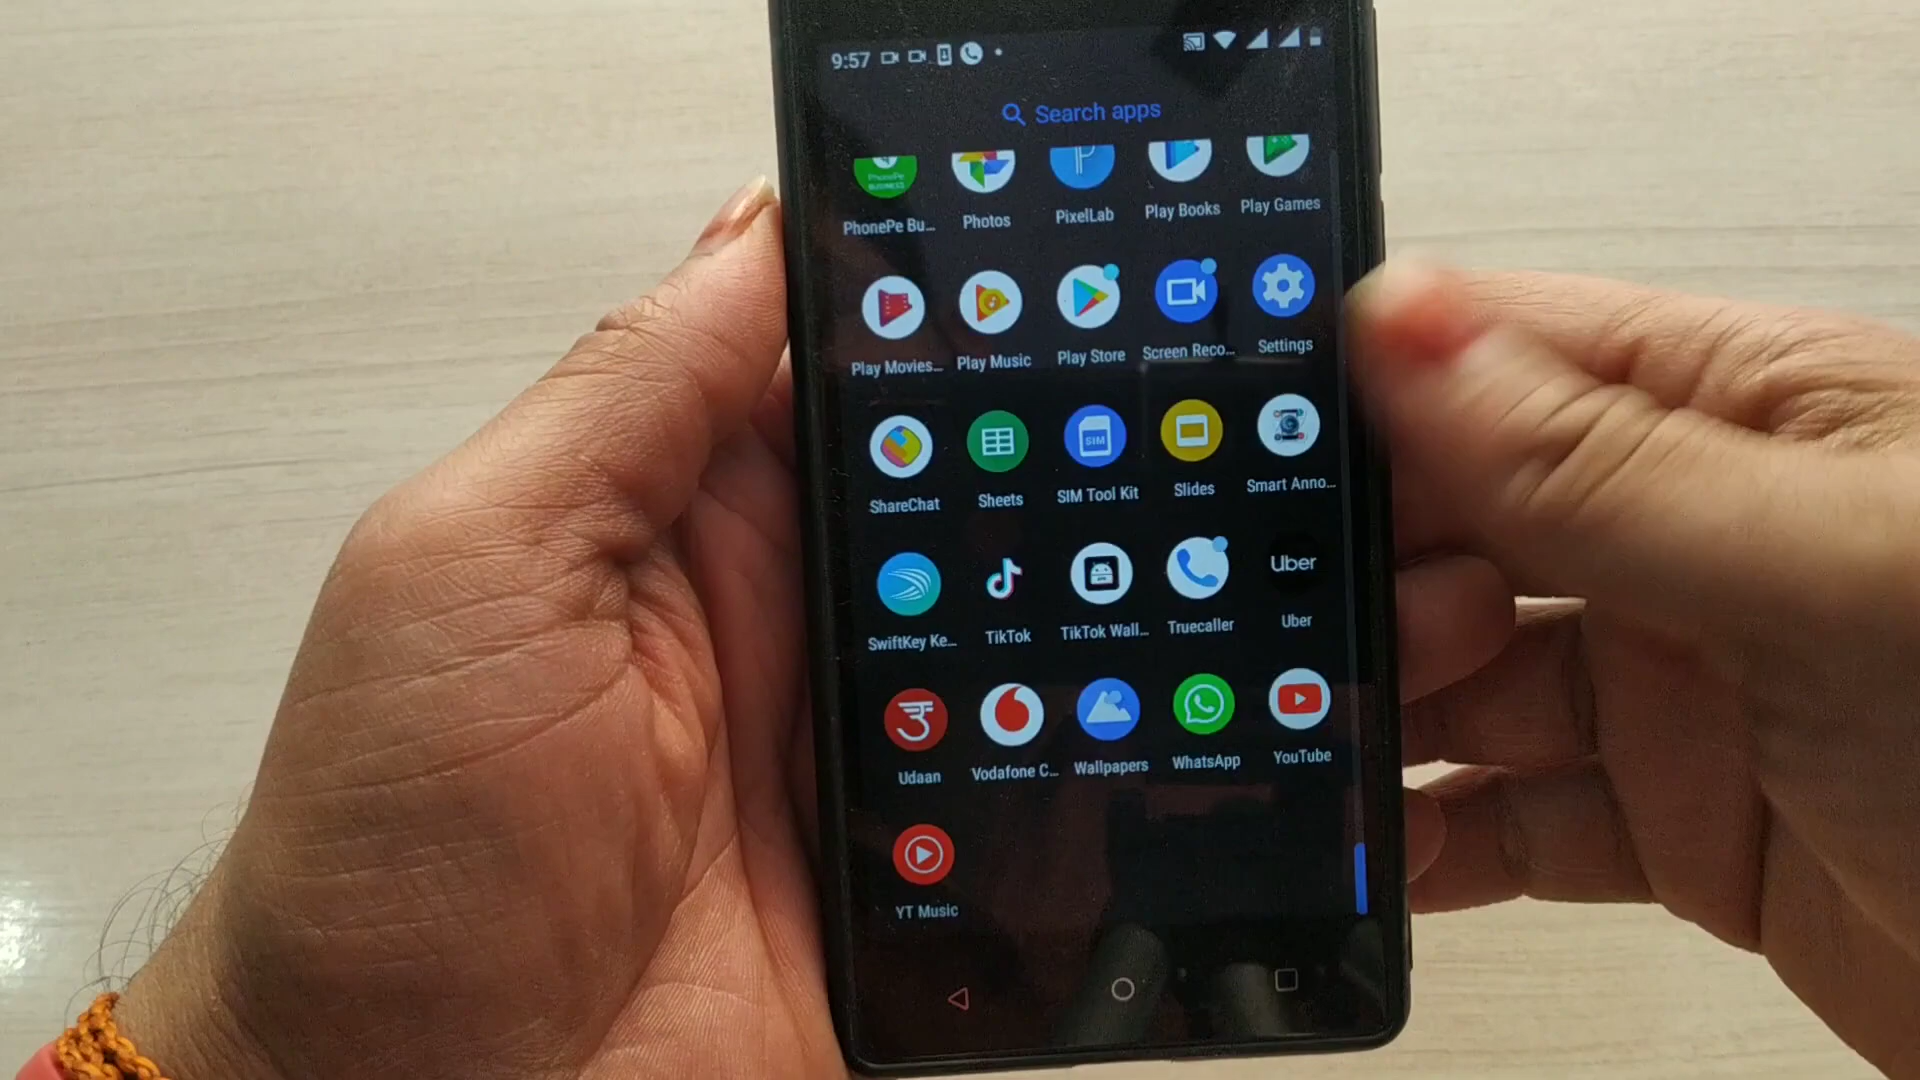 9:57
Search apps
PhonePe
BUSINESS
PhonePe Bu...
Photos
PixelLab
Play Books
Play Games
Play Movies...
Play Music
Play Store
Screen Reco...
Settings
SIM
ShareChat
Sheets
SIM Tool Kit
Slides
Smart Anno...
Uber
SwiftKey Ke...
TikTok
TikTok Wall...
Truecaller
Uber
उ
Udaan
Vodafone C...
Wallpapers
WhatsApp
YouTube
YT Music